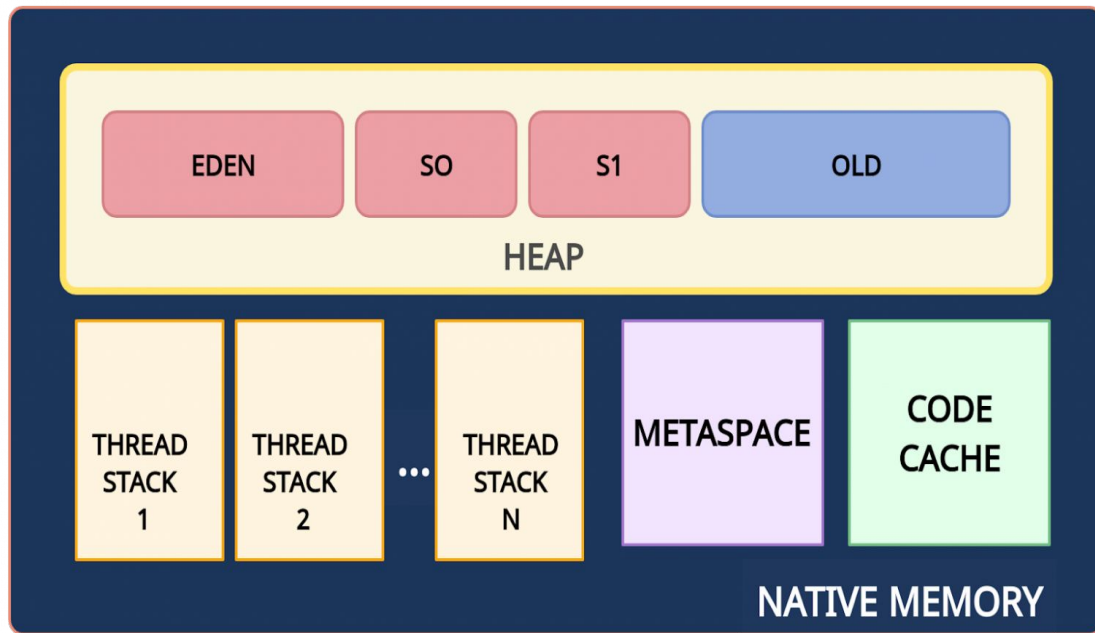 EDEN
SO
S1
OLD
HEAP
THREAD
STACK
1
THREAD
STACK
2
...
THREAD
STACK
N
METASPACE
CODE
CACHE
NATIVE MEMORY